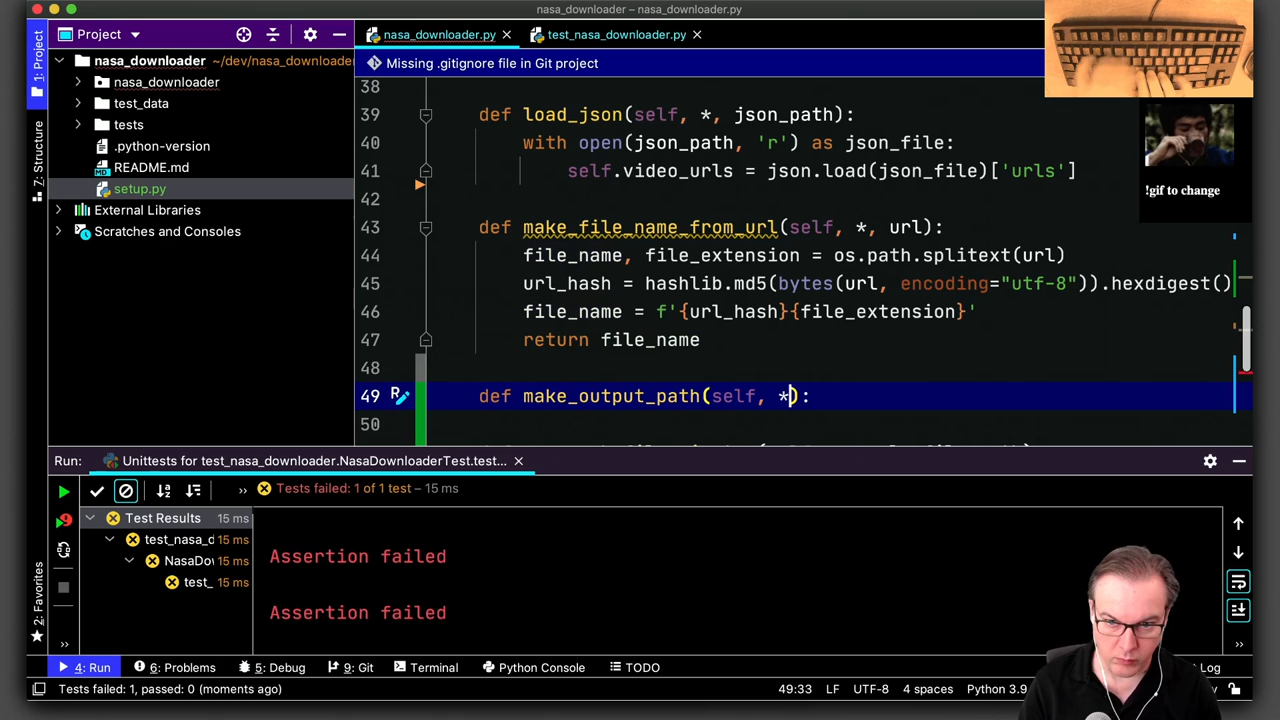 nasa_downloader – nasa_downloader.py
Project
nasa_downloader.py
test_nasa_downloader.py
Missing .gitignore file in Git project
1: Project
7: Structure
2: Favorites
nasa_downloader ~/dev/nasa_downloader
nasa_downloader
test_data
tests
.python-version
README.md
setup.py
External Libraries
Scratches and Consoles
38
39 def load_json(self, *, json_path):
40 with open(json_path, 'r') as json_file:
41 self.video_urls = json.load(json_file)['urls']
42
43 def make_file_name_from_url(self, *, url):
44 file_name, file_extension = os.path.splitext(url)
45 url_hash = hashlib.md5(bytes(url, encoding="utf-8")).hexdigest()
46 file_name = f'{url_hash}{file_extension}'
47 return file_name
48
49 def make_output_path(self, *):
50
!gif to change
Run: Unittests for test_nasa_downloader.NasaDownloaderTest.test...
Tests failed: 1 of 1 test – 15 ms
Test Results 15 ms
test_nasa_d 15 ms
NasaDov 15 ms
test_ 15 ms
Assertion failed
Assertion failed
4: Run
6: Problems
5: Debug
9: Git
Terminal
Python Console
TODO
Log
Tests failed: 1, passed: 0 (moments ago)
49:33 LF UTF-8 4 spaces Python 3.9